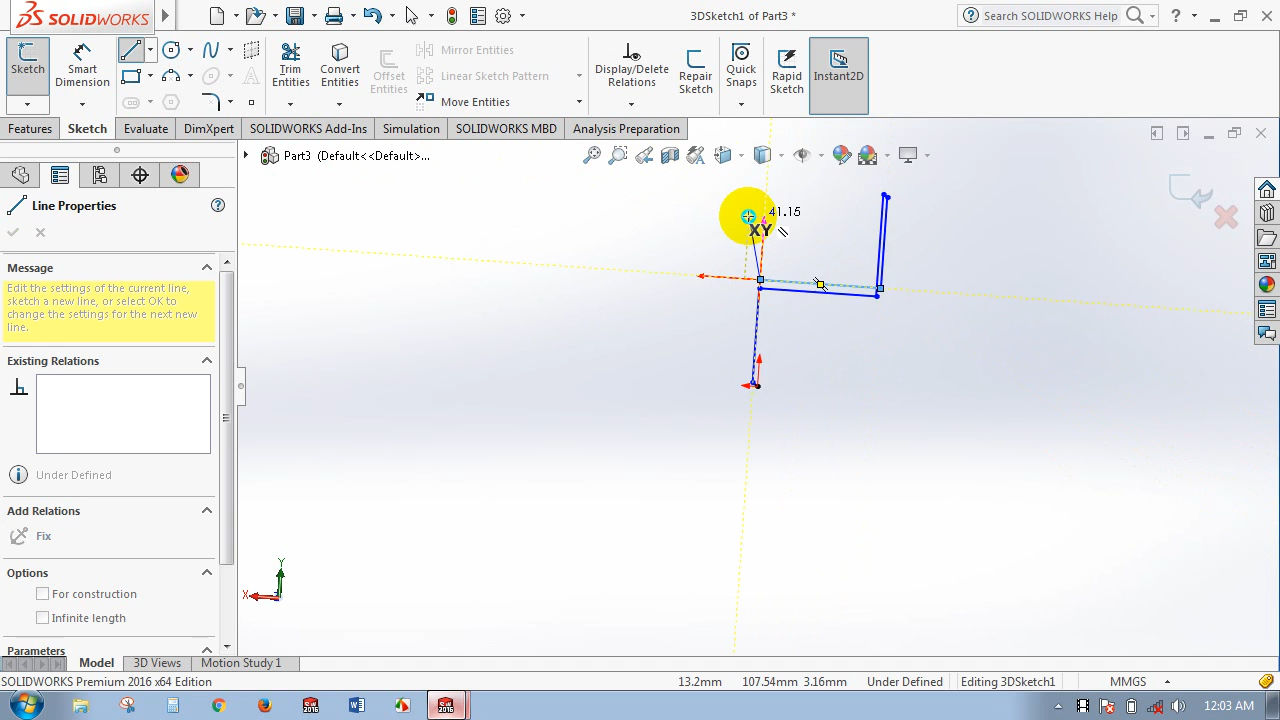 SOLIDWORKS
3DSketch1 of Part3 *
Search SOLIDWORKS Help
?
Sketch
Smart Dimension
Trim Entities
Convert Entities
Offset Entities
Mirror Entities
Linear Sketch Pattern
Move Entities
Display/Delete Relations
Repair Sketch
Quick Snaps
Rapid Sketch
Instant2D
Features
Sketch
Evaluate
DimXpert
SOLIDWORKS Add-Ins
Simulation
SOLIDWORKS MBD
Analysis Preparation
Part3 (Default<<Default>...
Line Properties
Message
Edit the settings of the current line,
sketch a new line, or select OK to
change the settings for the next new
line.
Existing Relations
Under Defined
Add Relations
Fix
Options
For construction
Infinite length
Parameters
41.15
XY
Y
X
Model
3D Views
Motion Study 1
SOLIDWORKS Premium 2016 x64 Edition
13.2mm
107.54mm 3.16mm
Under Defined
Editing 3DSketch1
MMGS
12:03 AM